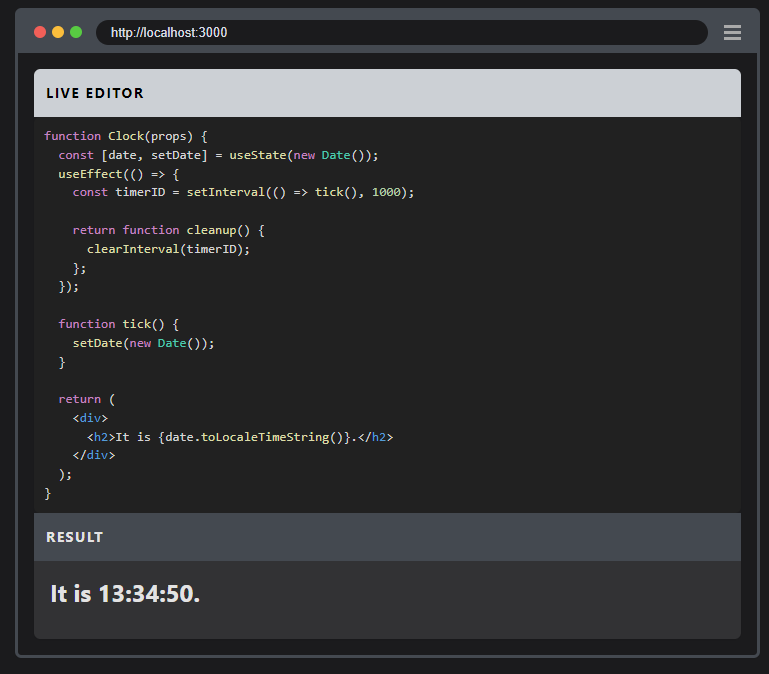 http://localhost:3000
LIVE EDITOR
function Clock(props) {
  const [date, setDate] = useState(new Date());
  useEffect(() => {
    const timerID = setInterval(() => tick(), 1000);

    return function cleanup() {
      clearInterval(timerID);
    };
  });

  function tick() {
    setDate(new Date());
  }

  return (
    <div>
      <h2>It is {date.toLocaleTimeString()}.</h2>
    </div>
  );
}
RESULT
It is 13:34:50.